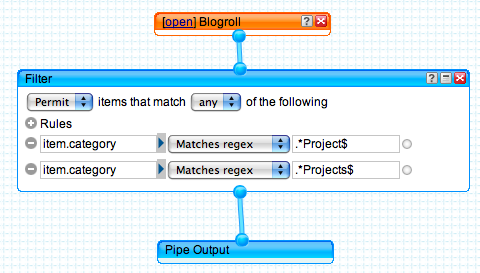 [open] Blogroll
Filter
Permit items that match any of the following
Rules
item.category Matches regex .*Project$
item.category Matches regex .*Projects$
Pipe Output